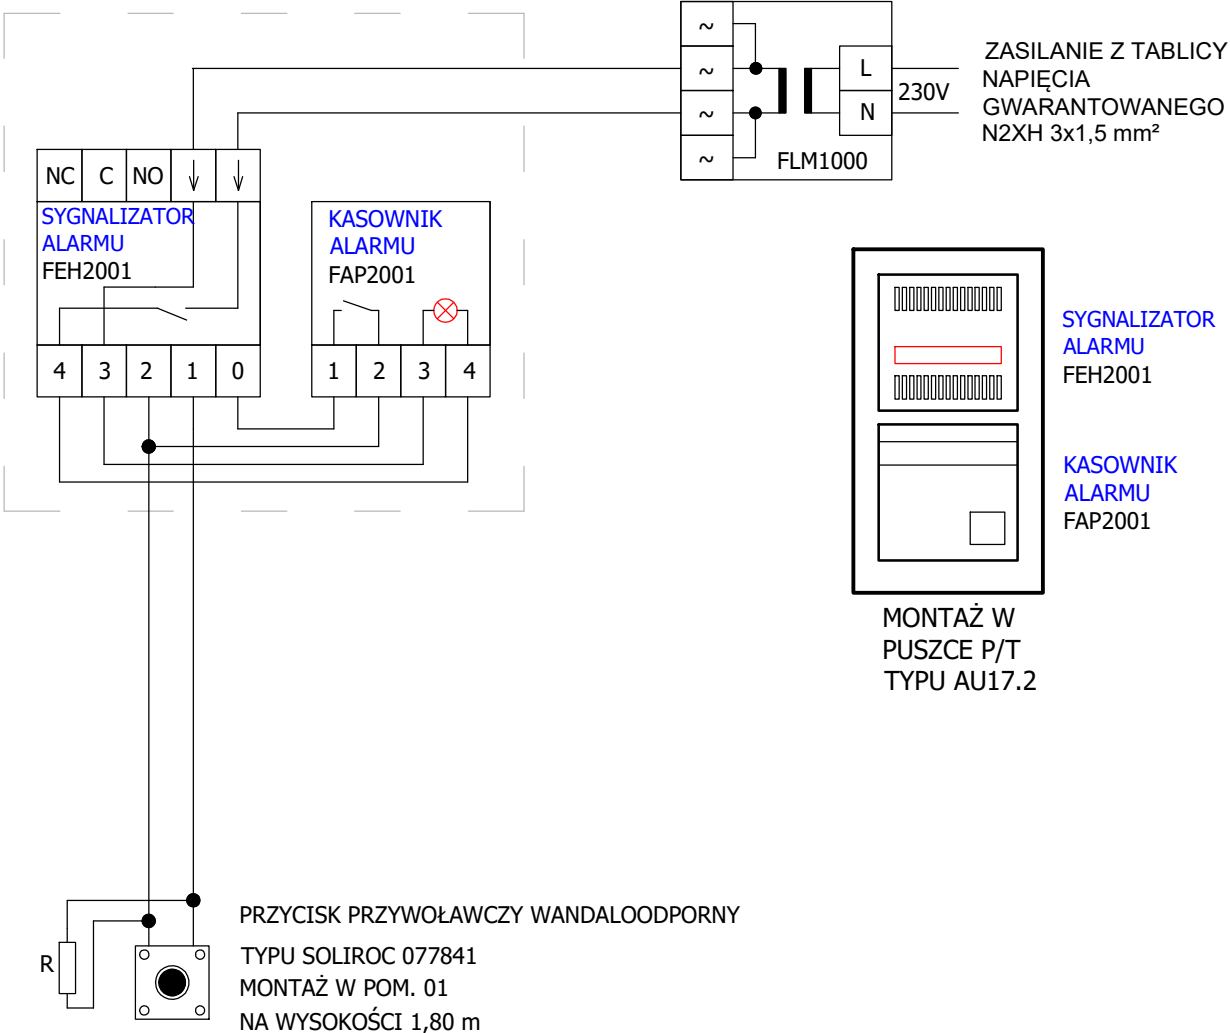 ~
~
~
~
L
N
230V
FLM1000
ZASILANIE Z TABLICY
NAPIĘCIA
GWARANTOWANEGO
N2XH 3x1,5 mm²
NC C NO ↓ ↓
SYGNALIZATOR
ALARMU
FEH2001
4 3 2 1 0
KASOWNIK
ALARMU
FAP2001
1 2 3 4
SYGNALIZATOR
ALARMU
FEH2001
KASOWNIK
ALARMU
FAP2001
MONTAŻ W
PUSZCE P/T
TYPU AU17.2
R
PRZYCISK PRZYWOŁAWCZY WANDALOODPORNY
TYPU SOLIROC 077841
MONTAŻ W POM. 01
NA WYSOKOŚCI 1,80 m